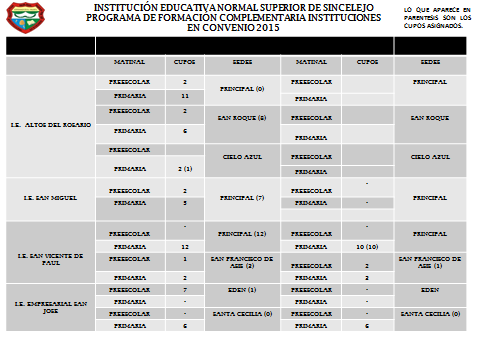 INSTITUCIÓN EDUCATIVA NORMAL SUPERIOR DE SINCELEJO
PROGRAMA DE FORMACIÓN COMPLEMENTARIA INSTITUCIONES
EN CONVENIO 2015
LO QUE APARECE EN
PARENTESIS SON LOS
CUPOS ASIGNADOS.
MATINAL CUPOS SEDES MATINAL CUPOS SEDES
I.E. ALTOS DEL ROSARIO
PREESCOLAR 2 PRINCIPAL (0) PREESCOLAR PRINCIPAL
PRIMARIA 11 PRIMARIA
PREESCOLAR 2 SAN ROQUE (8) PREESCOLAR SAN ROQUE
PRIMARIA 6 PRIMARIA
PREESCOLAR CIELO AZUL PREESCOLAR CIELO AZUL
PRIMARIA 2 (1) PRIMARIA
I.E. SAN MIGUEL
PREESCOLAR 2 PRINCIPAL (7) PREESCOLAR - PRINCIPAL
PRIMARIA 5 PRIMARIA -
I.E. SAN VICENTE DE
PAUL
PREESCOLAR - PRINCIPAL (12) PREESCOLAR - PRINCIPAL
PRIMARIA 12 PRIMARIA 10 (10)
PREESCOLAR 1 SAN FRANCISCO DE
ASIS (3) PREESCOLAR 2 SAN FRANCISCO DE
ASIS (1)
PRIMARIA 2 PRIMARIA 3
I.E. EMPRESARIAL SAN
JOSE
PREESCOLAR 7 EDEN (1) PREESCOLAR - EDEN
PRIMARIA - PRIMARIA -
PREESCOLAR - SANTA CECILIA (0) PREESCOLAR - SANTA CECILIA (0)
PRIMARIA 6 PRIMARIA 6